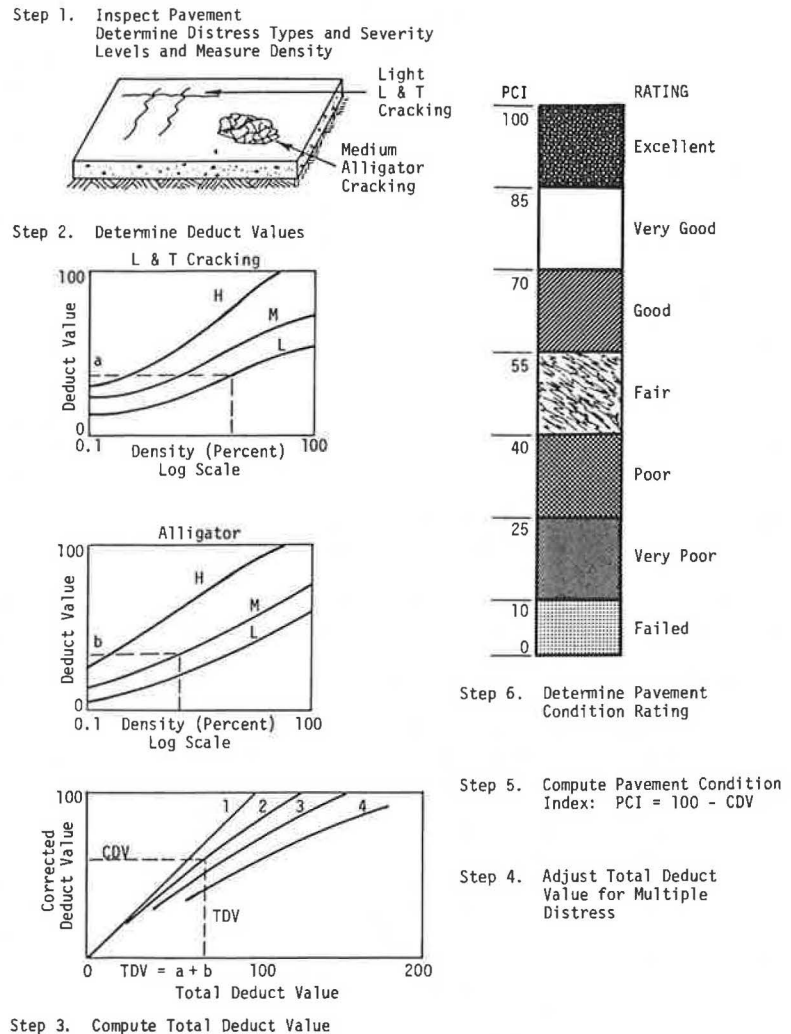 Step 1. Inspect Pavement
Determine Distress Types and Severity
Levels and Measure Density
Light
L & T
Cracking
Medium
Alligator
Cracking
Step 2. Determine Deduct Values
L & T Cracking
100
Deduct Value
0
a
H
M
L
0.1 Density (Percent) 100
Log Scale
Alligator
100
Deduct Value
0
b
H
M
L
0.1 Density (Percent) 100
Log Scale
100
Corrected
Deduct Value
CDV
1 2 3 4
TDV
0 TDV = a + b 100 200
Total Deduct Value
Step 3. Compute Total Deduct Value
PCI RATING
100
Excellent
85
Very Good
70
Good
55
Fair
40
Poor
25
Very Poor
10
Failed
0
Step 6. Determine Pavement
Condition Rating
Step 5. Compute Pavement Condition
Index: PCI = 100 - CDV
Step 4. Adjust Total Deduct
Value for Multiple
Distress